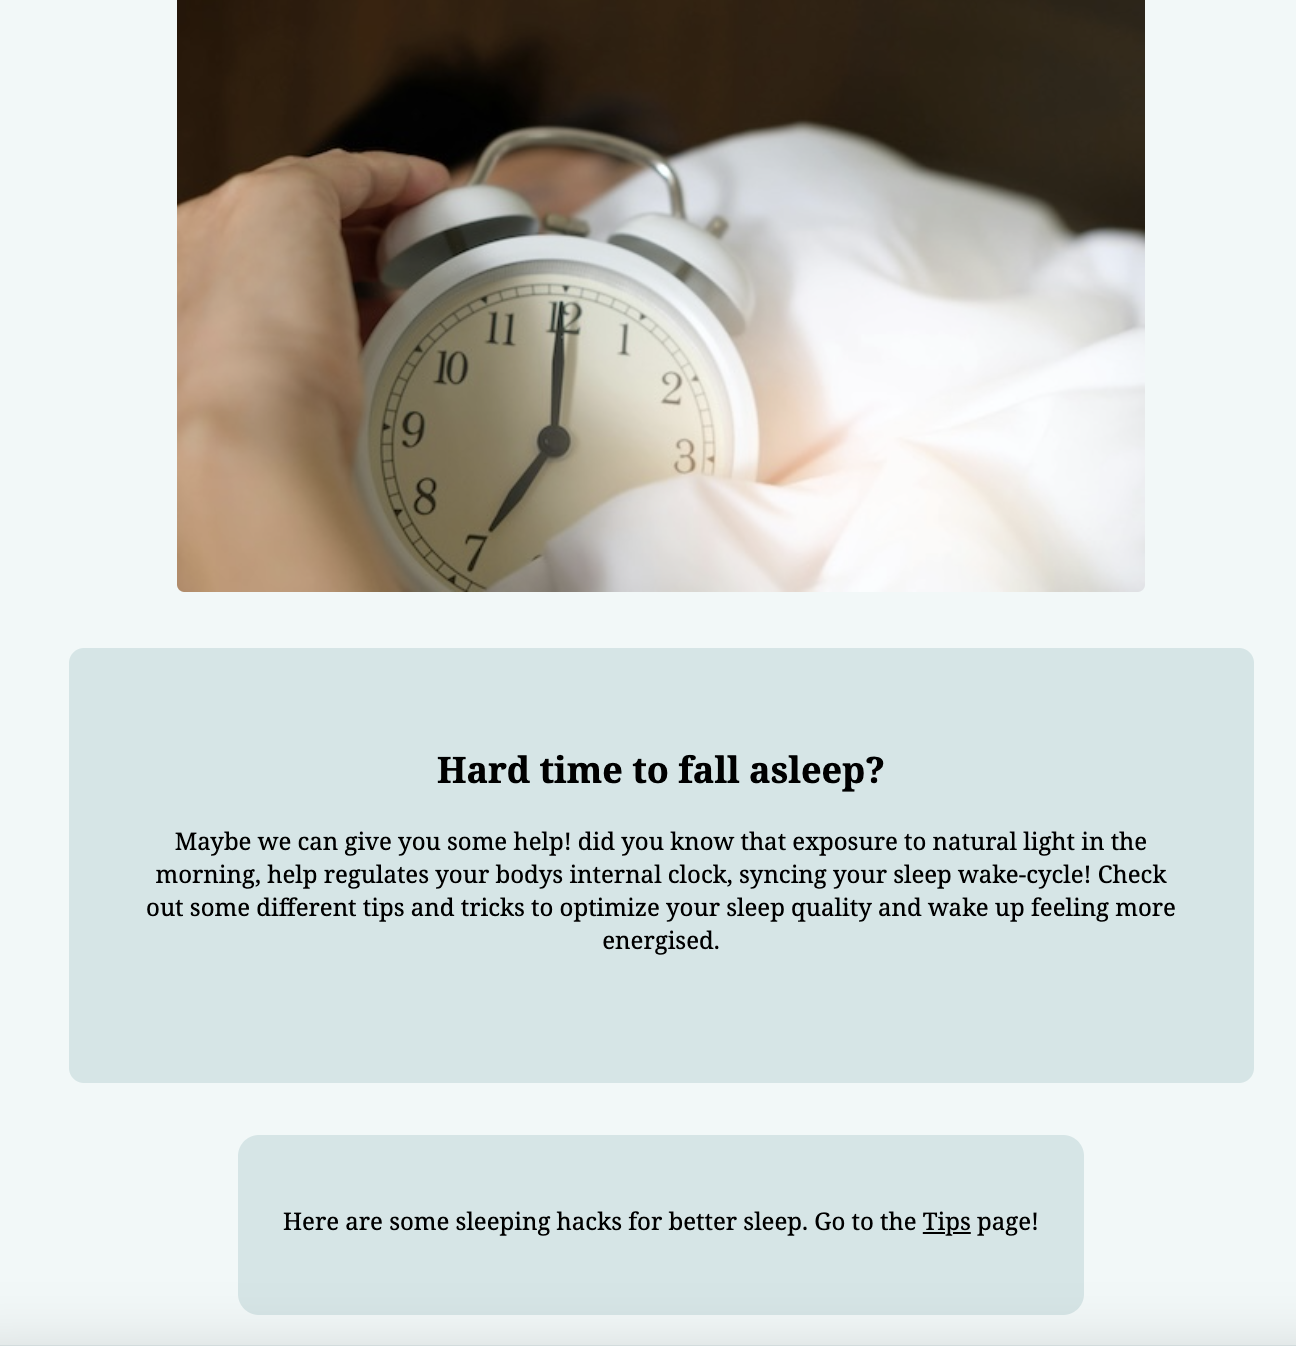 11
12
1
10
2
9
3
8
7
Hard time to fall asleep?
Maybe we can give you some help! did you know that exposure to natural light in the
morning, help regulates your bodys internal clock, syncing your sleep wake-cycle! Check
out some different tips and tricks to optimize your sleep quality and wake up feeling more
energised.
Here are some sleeping hacks for better sleep. Go to the Tips page!